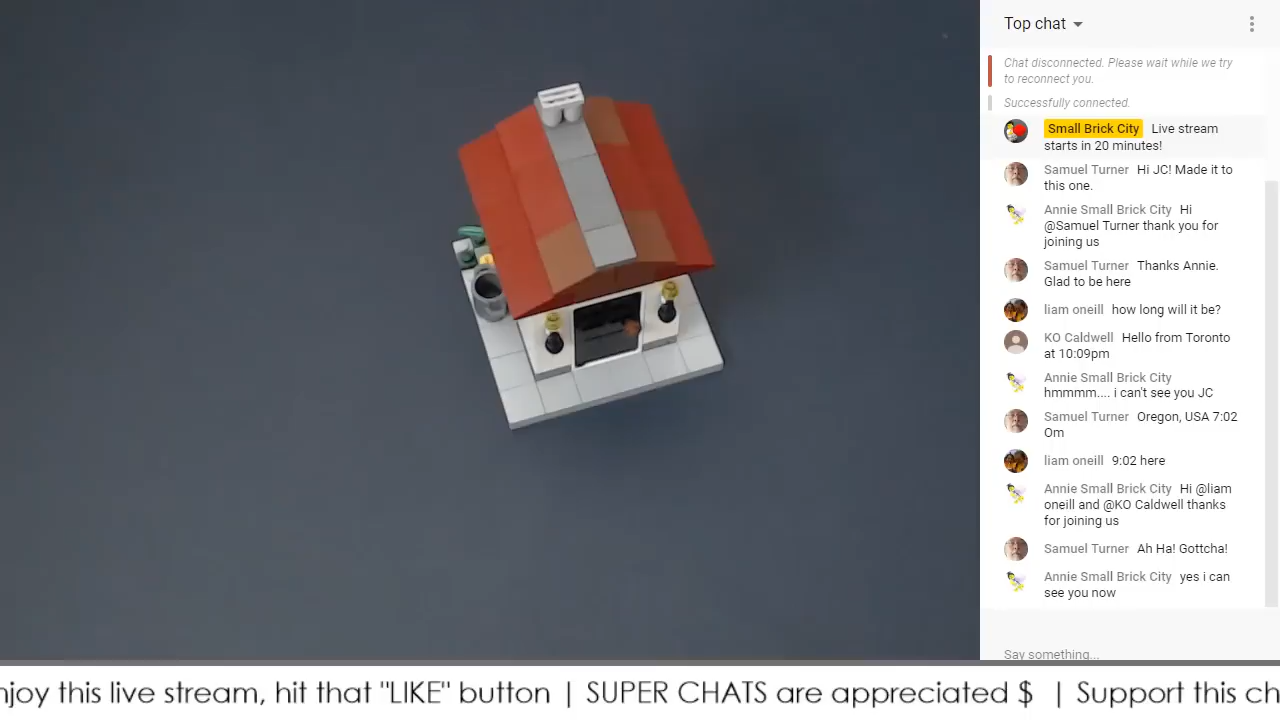 Top chat
Chat disconnected. Please wait while we try
to reconnect you.
Successfully connected.
Small Brick City Live stream
starts in 20 minutes!
Samuel Turner Hi JC! Made it to
this one.
Annie Small Brick City Hi
@Samuel Turner thank you for
joining us
Samuel Turner Thanks Annie.
Glad to be here
liam oneill how long will it be?
KO Caldwell Hello from Toronto
at 10:09pm
Annie Small Brick City
hmmmm.... i can't see you JC
Samuel Turner Oregon, USA 7:02
Om
liam oneill 9:02 here
Annie Small Brick City Hi @liam
oneill and @KO Caldwell thanks
for joining us
Samuel Turner Ah Ha! Gottcha!
Annie Small Brick City yes i can
see you now
Say something...
njoy this live stream, hit that "LIKE" button | SUPER CHATS are appreciated $ | Support this ch